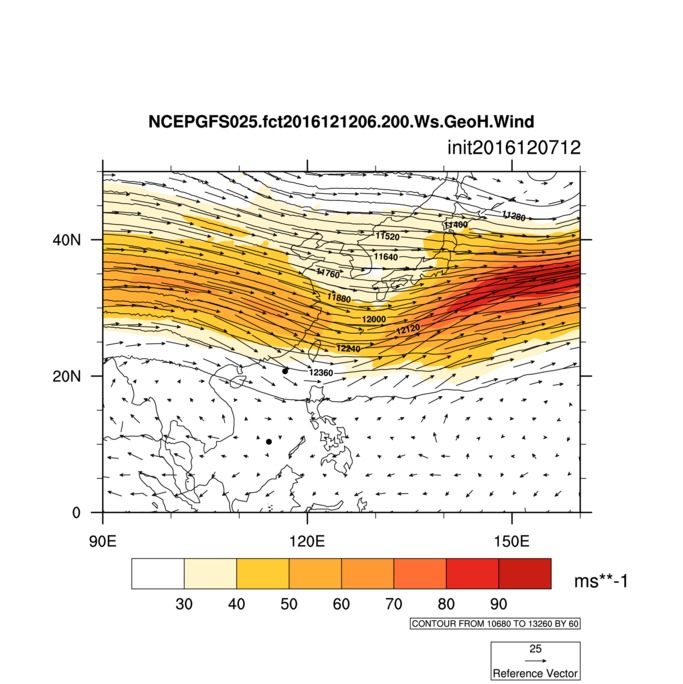 NCEPGFS025.fct2016121206.200.Ws.GeoH.Wind
init2016120712
11280
11400
40N
11520
11640
11760
11880
12000
12120
12240
20N
12360
0
90E 120E 150E
ms**-1
30 40 50 60 70 80 90
CONTOUR FROM 10680 TO 13260 BY 60
25
Reference Vector